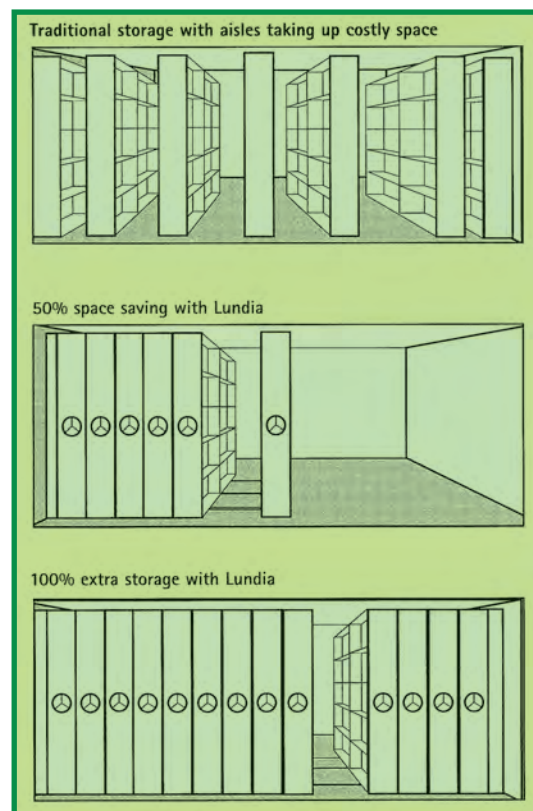 Traditional storage with aisles taking up costly space
50% space saving with Lundia
100% extra storage with Lundia